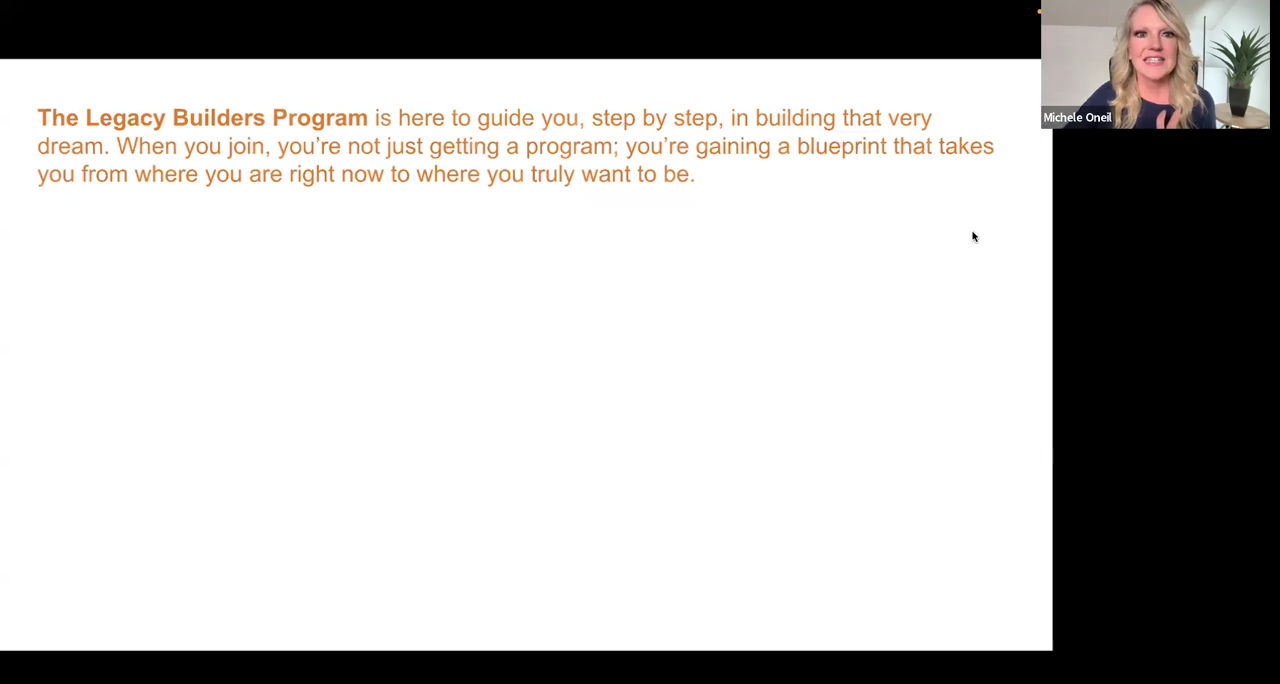 The Legacy Builders Program is here to guide you, step by step, in building that very
dream. When you join, you’re not just getting a program; you’re gaining a blueprint that takes
you from where you are right now to where you truly want to be.
Michele Oneil